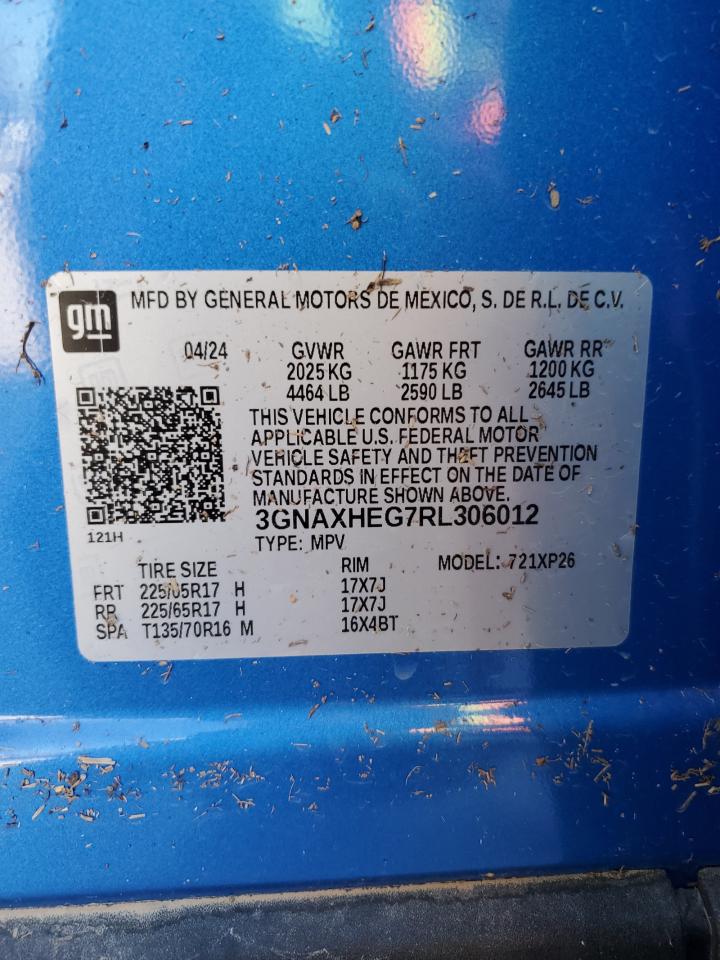 gm
MFD BY GENERAL MOTORS DE MEXICO, S. DE R.L. DE C.V.
04/24 GVWR GAWR FRT GAWR RR
2025 KG 1175 KG 1200 KG
4464 LB 2590 LB 2645 LB
THIS VEHICLE CONFORMS TO ALL
APPLICABLE U.S. FEDERAL MOTOR
VEHICLE SAFETY AND THEFT PREVENTION
STANDARDS IN EFFECT ON THE DATE OF
MANUFACTURE SHOWN ABOVE.
3GNAXHEG7RL306012
121H
TYPE: MPV
TIRE SIZE RIM MODEL: 721XP26
FRT 225/65R17 H 17X7J
RR 225/65R17 H 17X7J
SPA T135/70R16 M 16X4BT